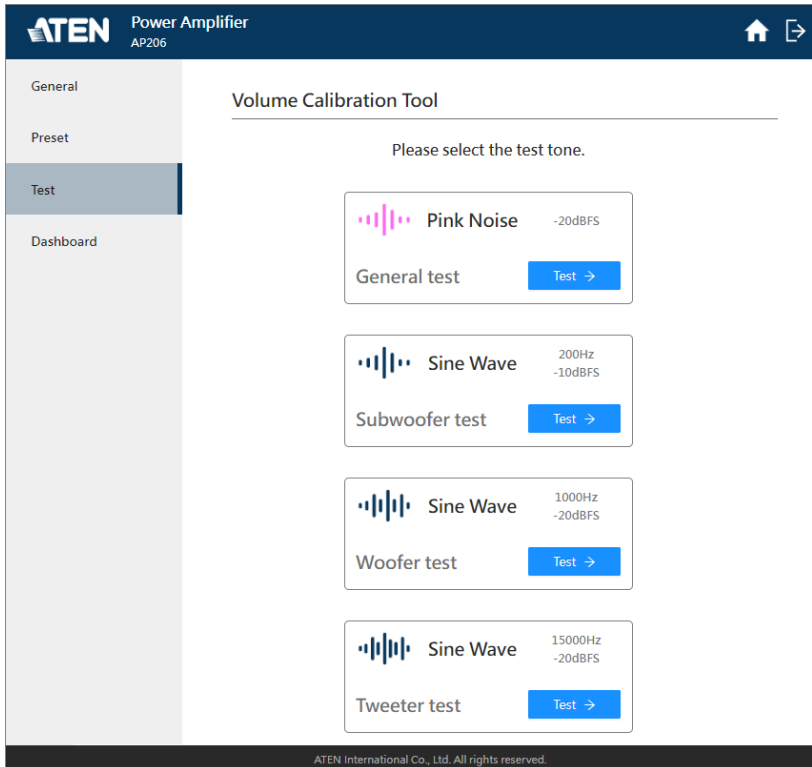 ATEN
Power Amplifier
AP206
General
Preset
Test
Dashboard
Volume Calibration Tool
Please select the test tone.
Pink Noise -20dBFS
General test Test →
Sine Wave 200Hz
-10dBFS
Subwoofer test Test →
Sine Wave 1000Hz
-20dBFS
Woofer test Test →
Sine Wave 15000Hz
-20dBFS
Tweeter test Test →
ATEN International Co., Ltd. All rights reserved.